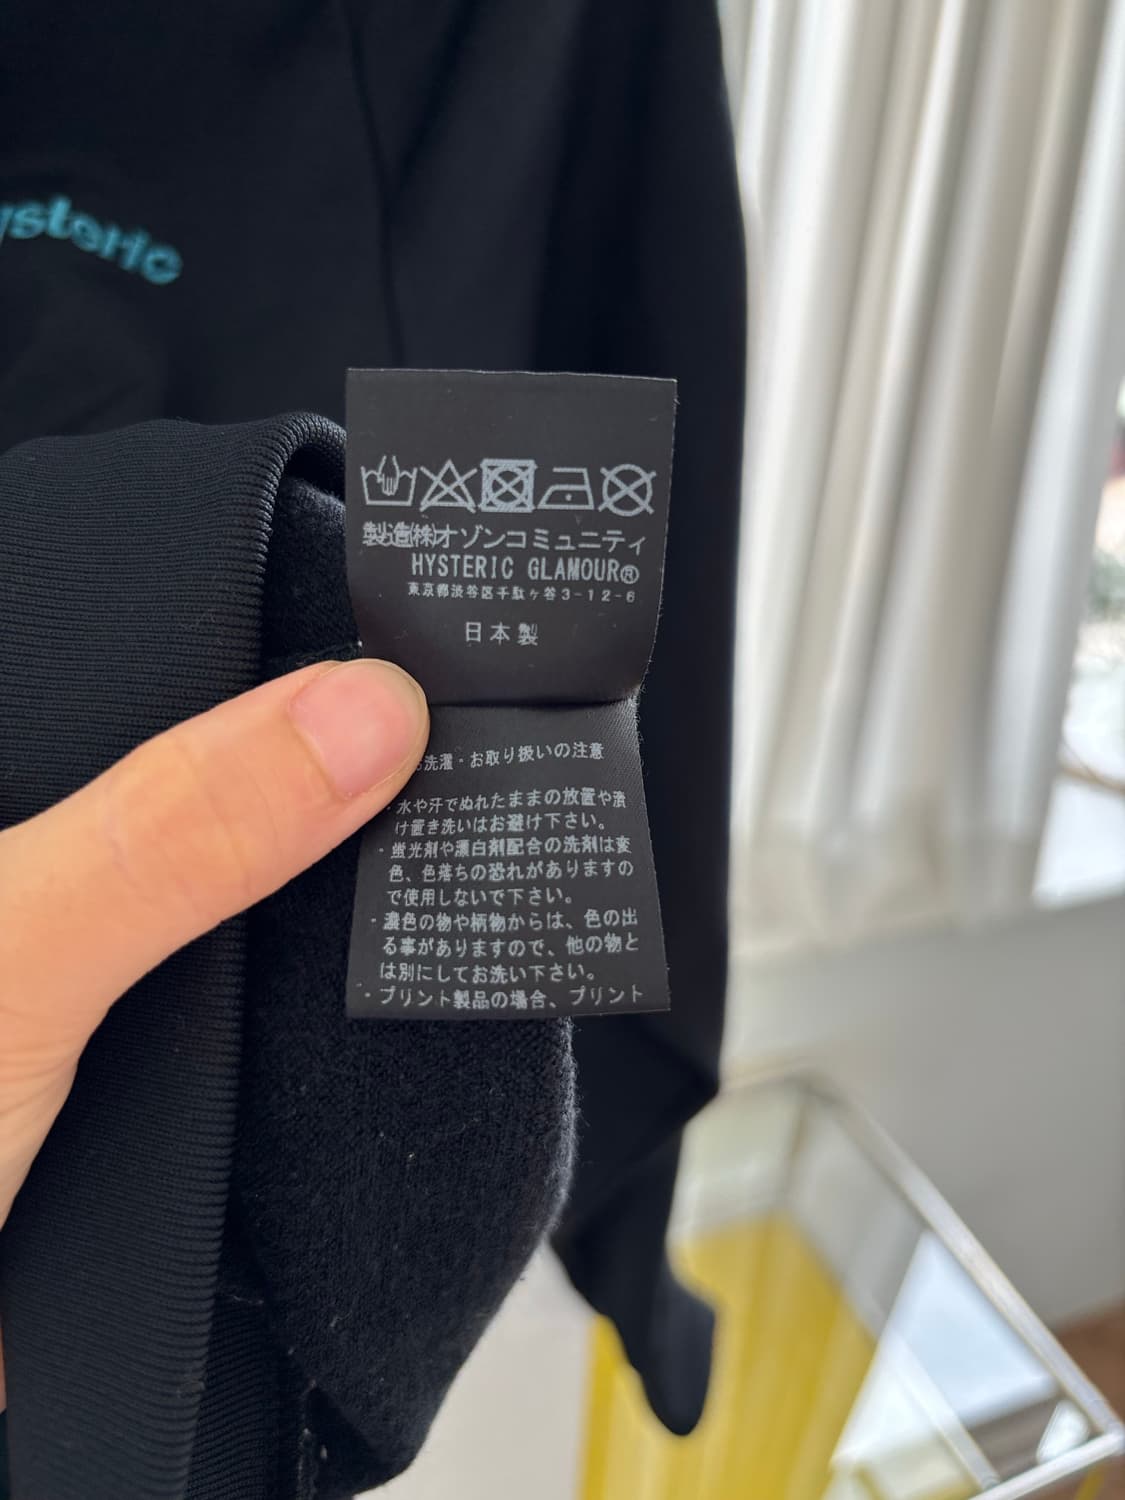 ysteric
製造(株)オゾンコミュニティ
HYSTERIC GLAMOUR®
東京都渋谷区千駄ヶ谷3-12-6
日本製
洗濯・お取り扱いの注意
・水や汗でぬれたままの放置や漬
け置き洗いはお避け下さい。
・蛍光剤や漂白剤配合の洗剤は変
色、色落ちの恐れがありますの
で使用しないで下さい。
・濃色の物や柄物からは、色の出
る事がありますので、他の物と
は別にしてお洗い下さい。
・プリント製品の場合、プリント